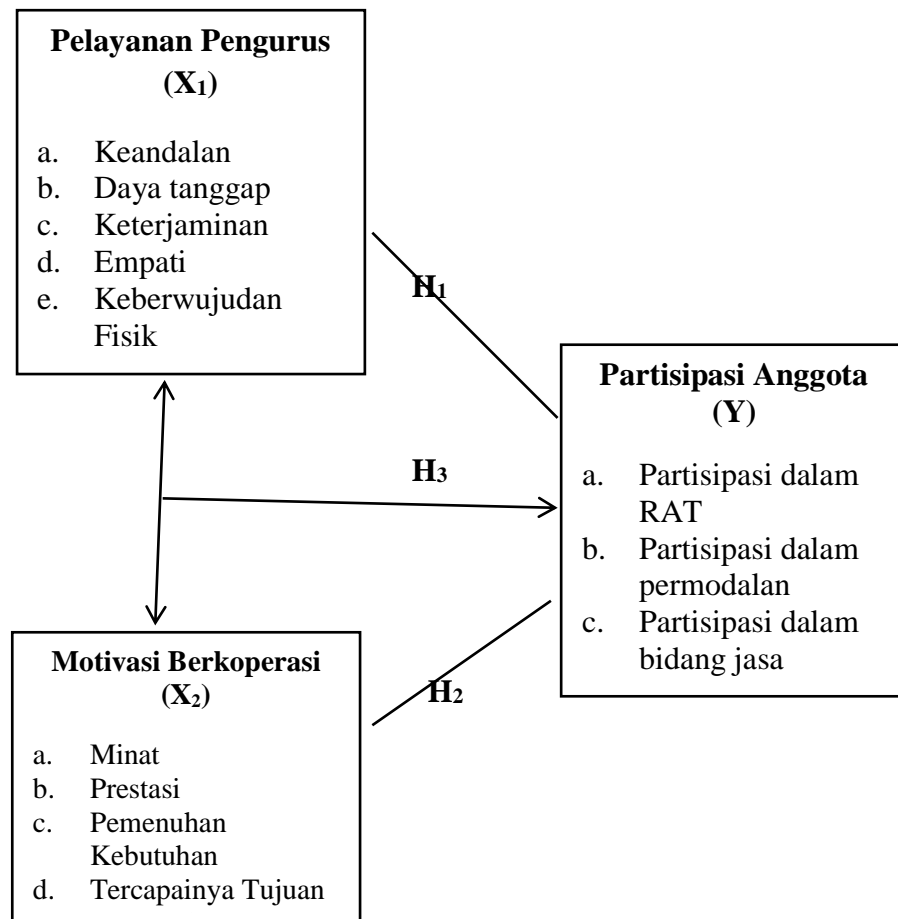 Pelayanan Pengurus
(X₁)
a. Keandalan
b. Daya tanggap
c. Keterjaminan
d. Empati
e. Keberwujudan
Fisik
H₁
Partisipasi Anggota
(Y)
a. Partisipasi dalam
RAT
b. Partisipasi dalam
permodalan
c. Partisipasi dalam
bidang jasa
H₃
Motivasi Berkoperasi
(X₂)
a. Minat
b. Prestasi
c. Pemenuhan
Kebutuhan
d. Tercapainya Tujuan
H₂